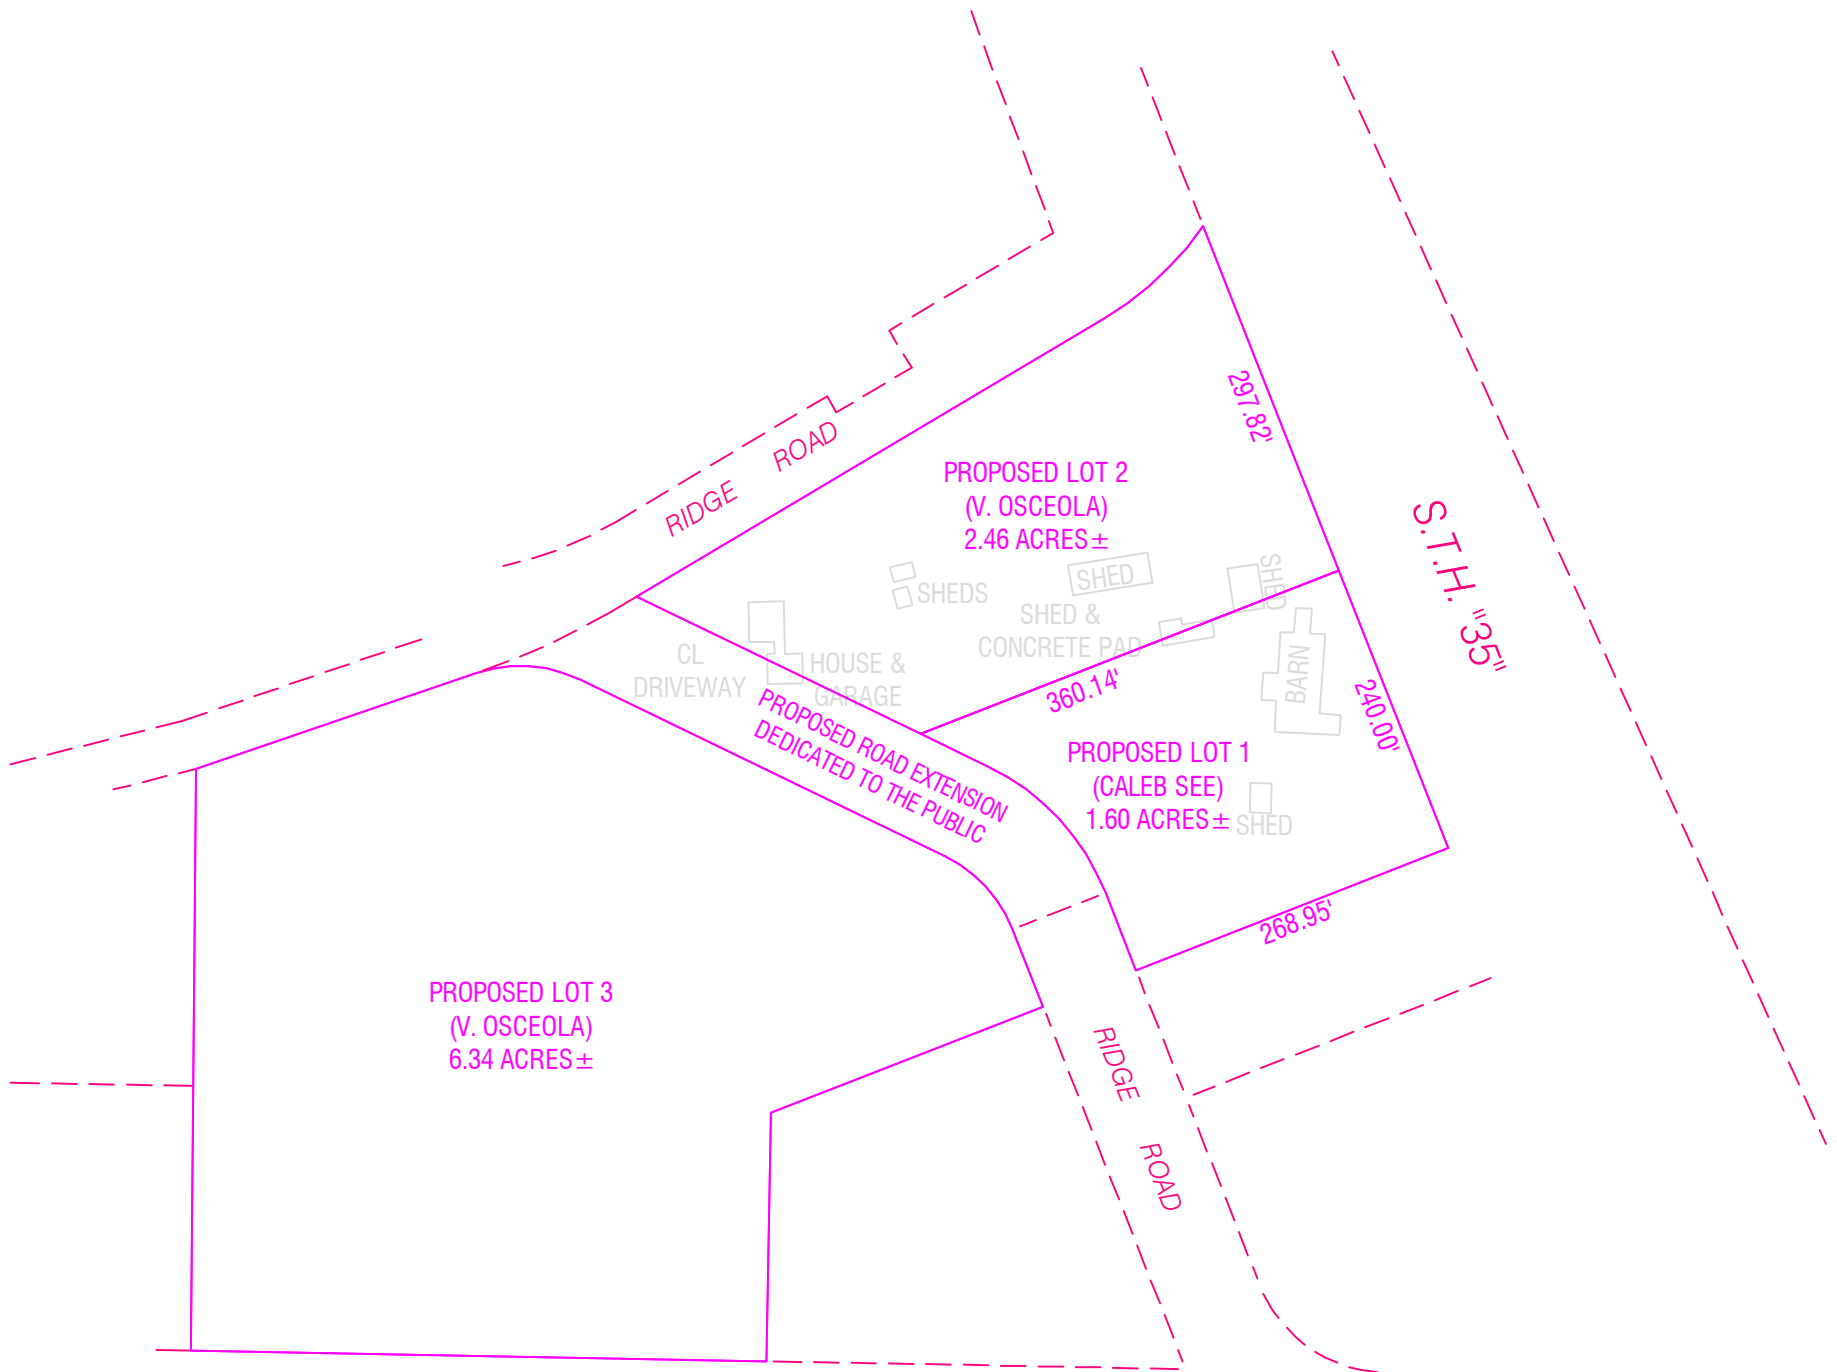 RIDGE ROAD
297.82'
PROPOSED LOT 2
(V. OSCEOLA)
2.46 ACRES±
S.T.H. "35"
SHEDS
SHED
SHED
SHED &
CONCRETE PAD
CL
DRIVEWAY
HOUSE &
GARAGE
BARN
360.14'
240.00'
PROPOSED ROAD EXTENSION
DEDICATED TO THE PUBLIC
PROPOSED LOT 1
(CALEB SEE)
1.60 ACRES±
SHED
268.95'
PROPOSED LOT 3
(V. OSCEOLA)
6.34 ACRES±
RIDGE ROAD